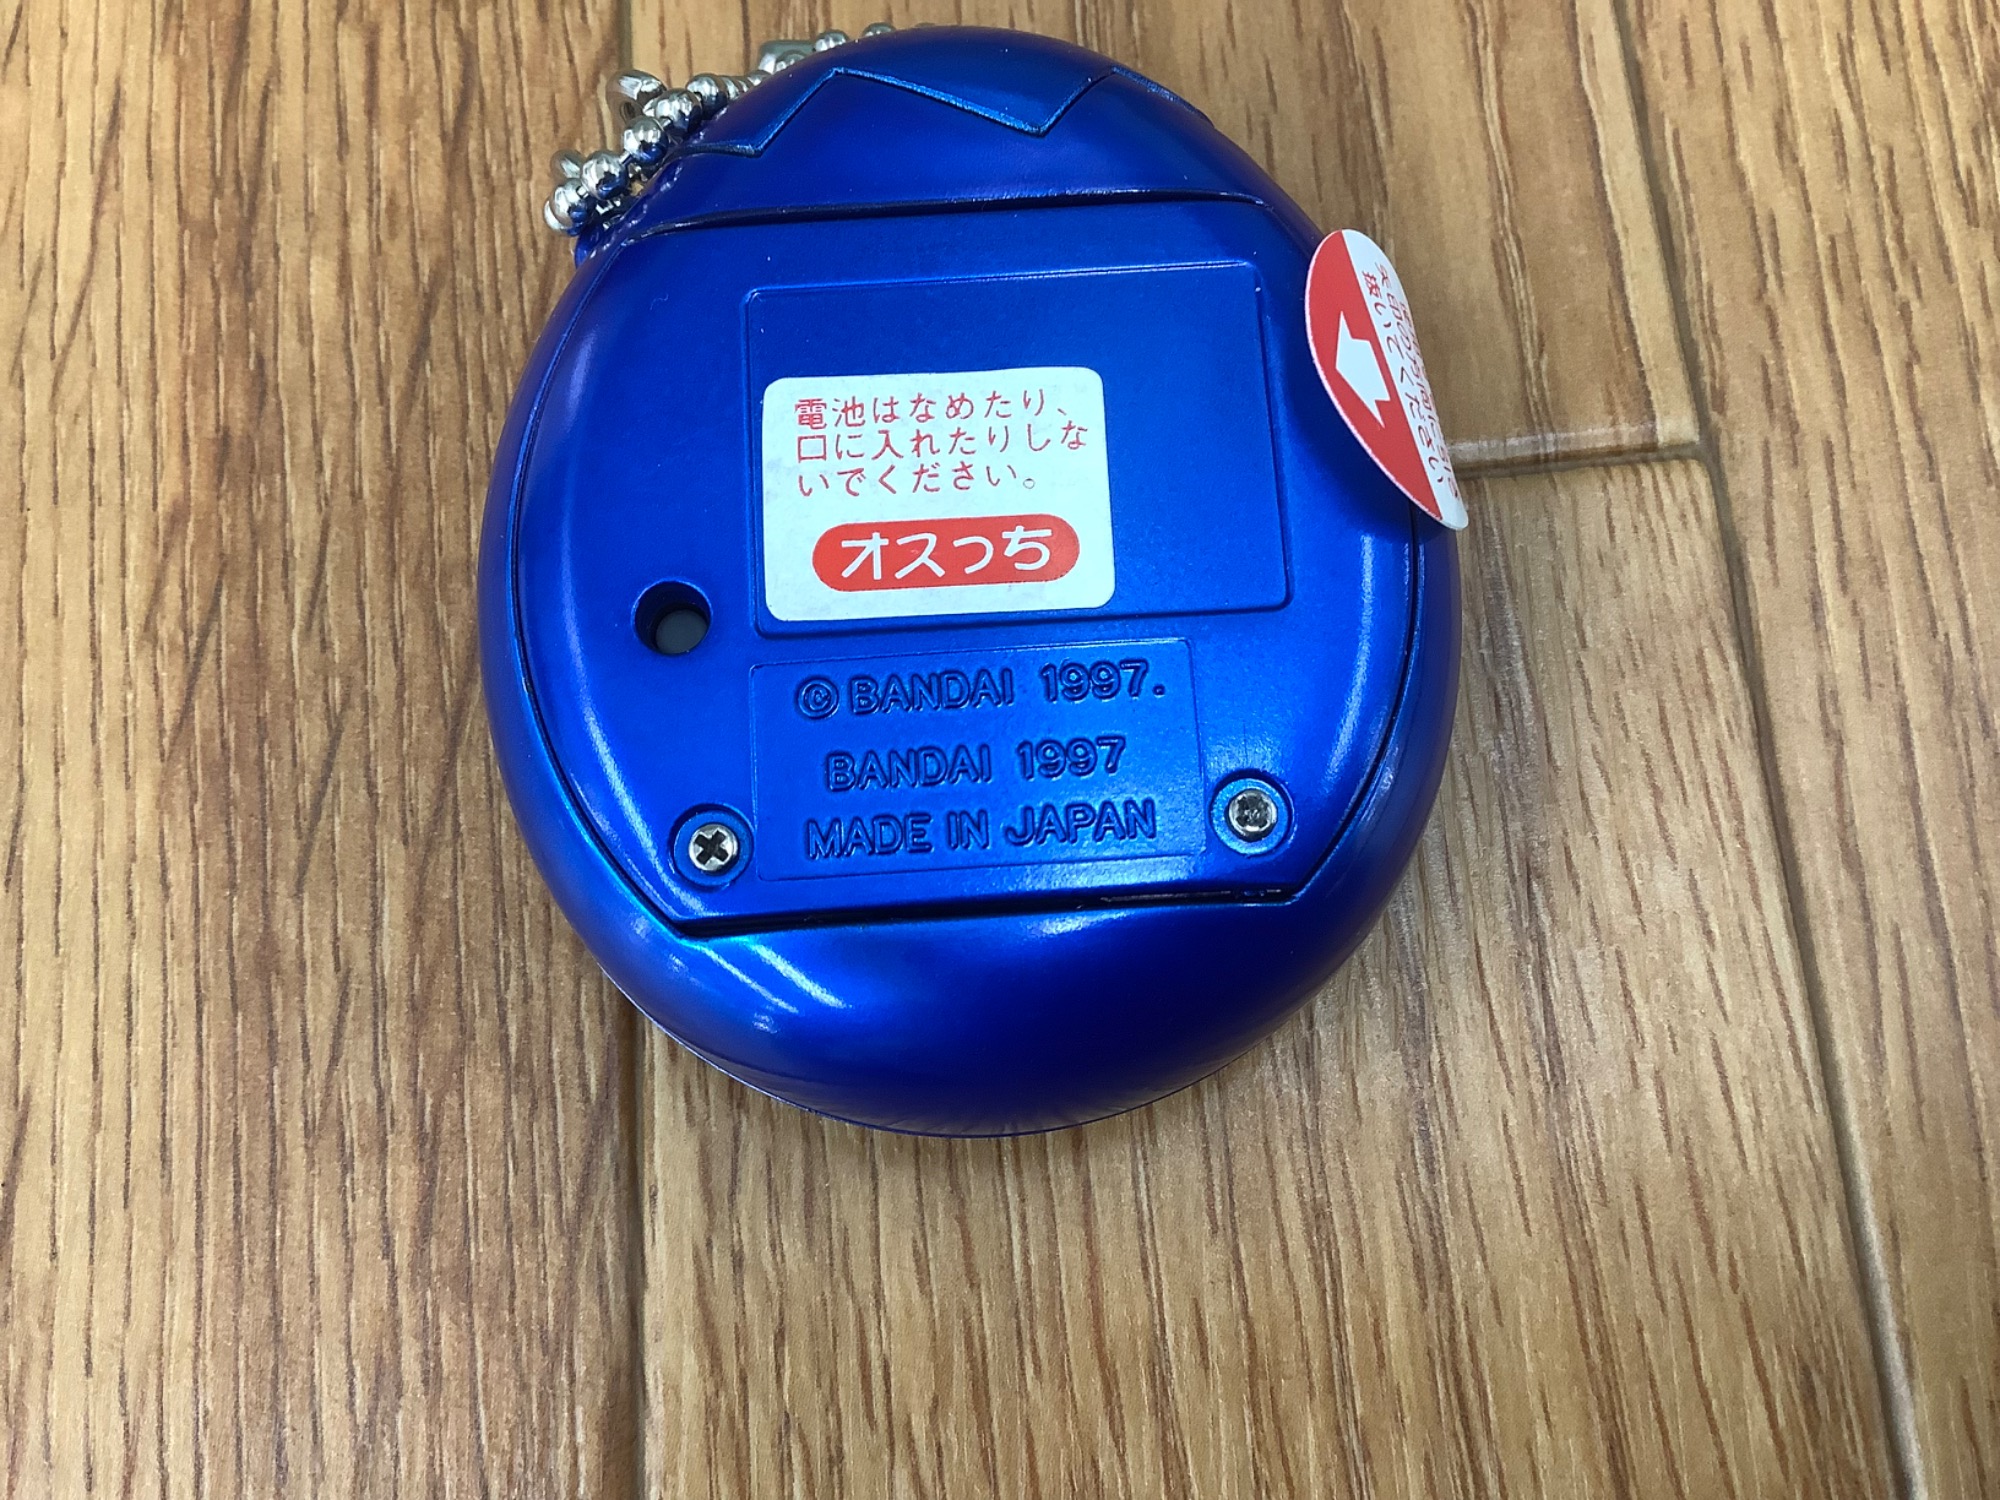 電池はなめたり、
口に入れたりしな
いでください。
オスっち
© BANDAI 1997.
BANDAI 1997
MADE IN JAPAN